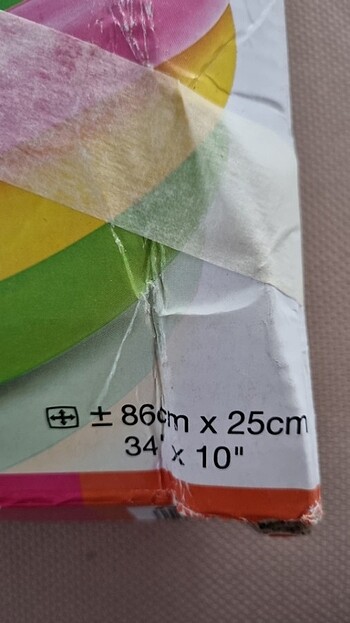 ± 86cm x 25cm
34" x 10"